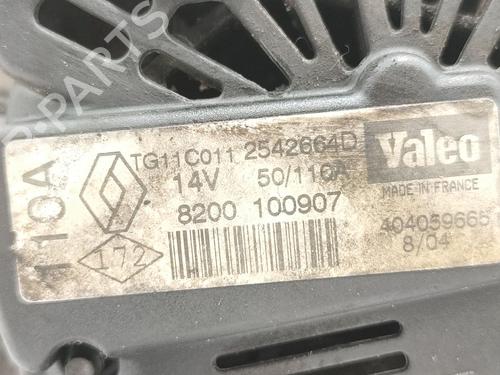 110A
TG11C011 2542664D
14V 50/110A
8200 100907
172
Valeo
MADE IN FRANCE
404059665
8/04
B-PARTS